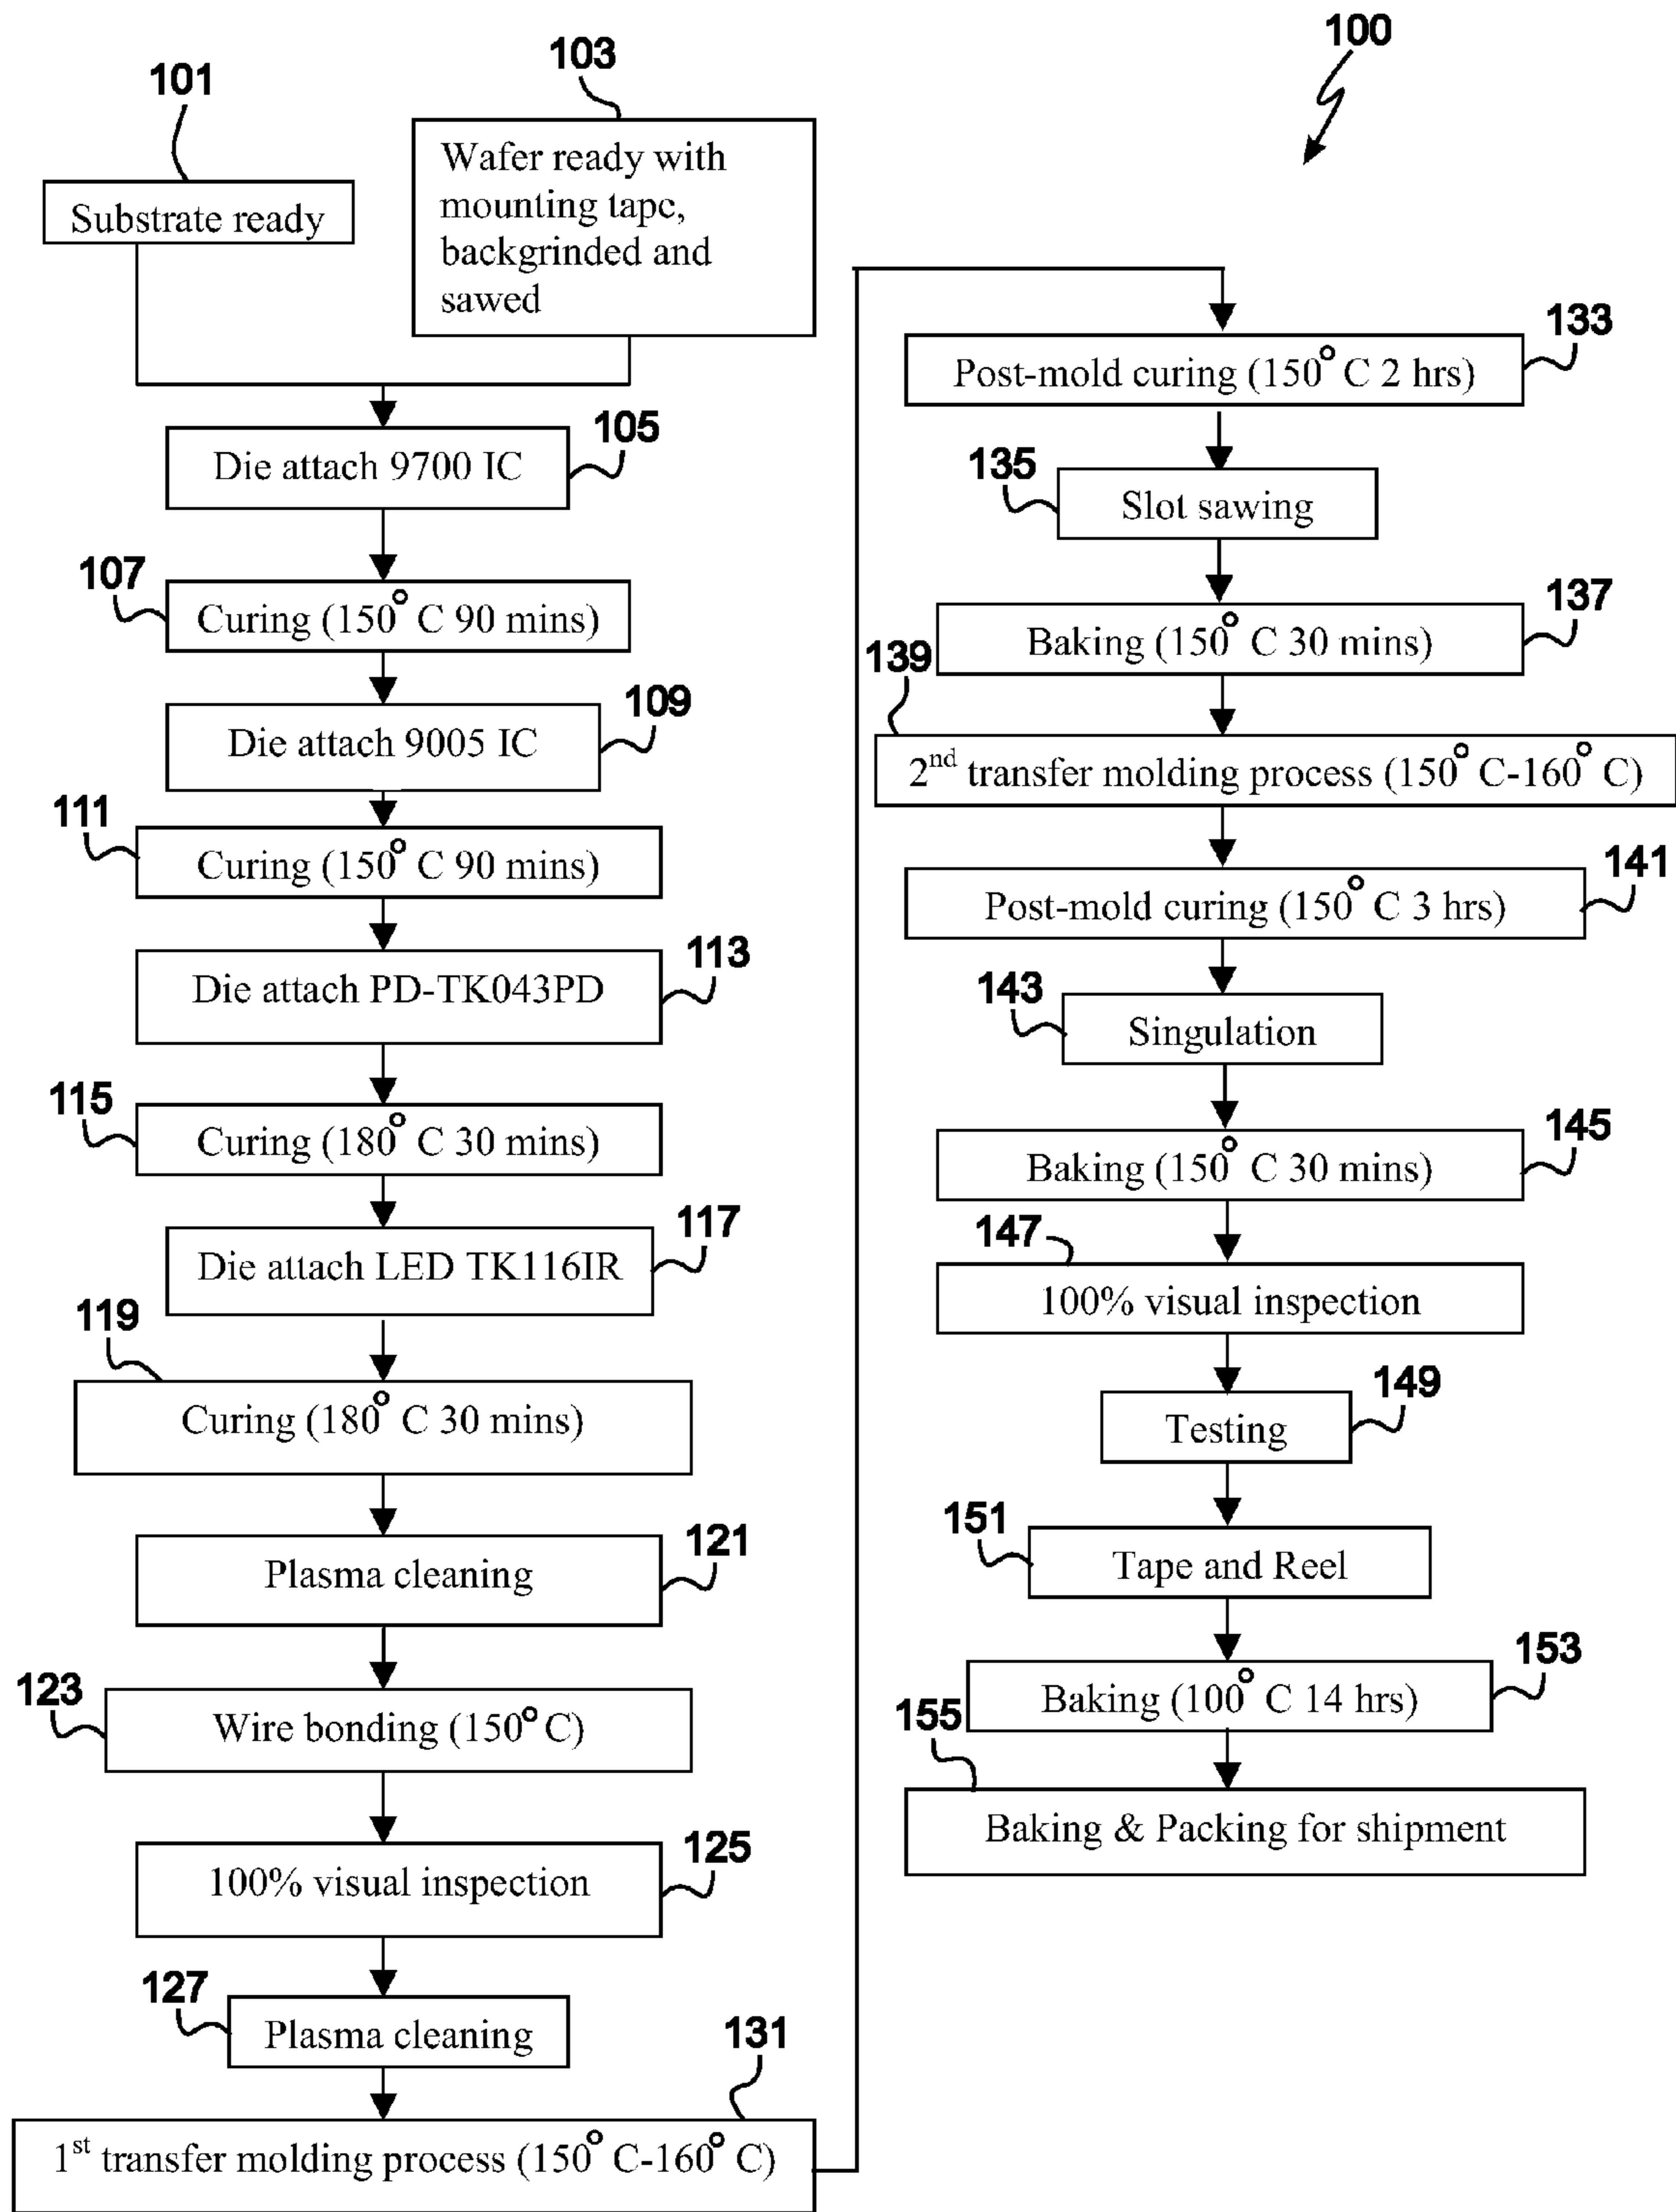 100
101
Substrate ready
103
Wafer ready with
mounting tape,
backgrinded and
sawed
105
Die attach 9700 IC
107
Curing (150° C 90 mins)
109
Die attach 9005 IC
111
Curing (150° C 90 mins)
113
Die attach PD-TK043PD
115
Curing (180° C 30 mins)
117
Die attach LED TK116IR
119
Curing (180° C 30 mins)
121
Plasma cleaning
123
Wire bonding (150° C)
125
100% visual inspection
127
Plasma cleaning
131
1st transfer molding process (150° C-160° C)
133
Post-mold curing (150° C 2 hrs)
135
Slot sawing
137
Baking (150° C 30 mins)
139
2nd transfer molding process (150° C-160° C)
141
Post-mold curing (150° C 3 hrs)
143
Singulation
145
Baking (150° C 30 mins)
147
100% visual inspection
149
Testing
151
Tape and Reel
153
Baking (100° C 14 hrs)
155
Baking & Packing for shipment